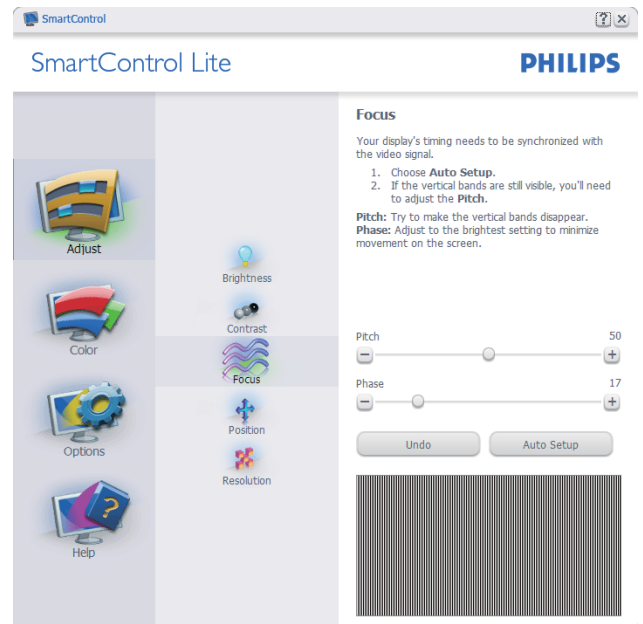 SmartControl
SmartControl Lite
PHILIPS
Adjust
Color
Options
Help
Brightness
Contrast
Focus
Position
Resolution
Focus
Your display's timing needs to be synchronized with
the video signal.
1. Choose Auto Setup.
2. If the vertical bands are still visible, you'll need
to adjust the Pitch.
Pitch: Try to make the vertical bands disappear.
Phase: Adjust to the brightest setting to minimize
movement on the screen.
Pitch 50
Phase 17
Undo Auto Setup